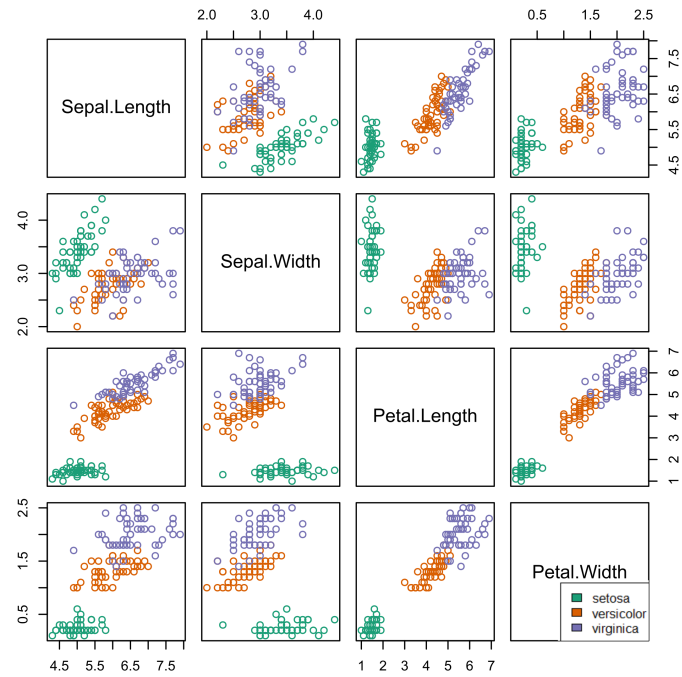 2.0 3.0 4.0 0.5 1.5 2.5
Sepal.Length
4.5 5.5 6.5 7.5
2.0 3.0 4.0
Sepal.Width
Petal.Length
1 2 3 4 5 6 7
0.5 1.5 2.5
Petal.Width
setosa
versicolor
virginica
4.5 5.5 6.5 7.5 1 2 3 4 5 6 7